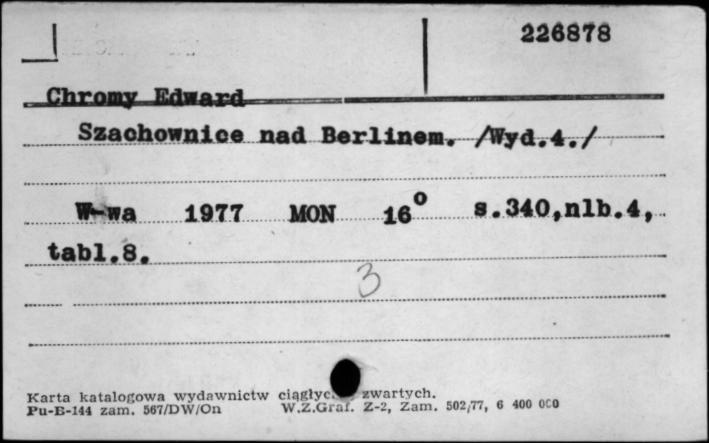 226878
Chromy Edward
Szachownice nad Berlinem. /Wyd.4./
W-wa 1977 MON 16° s.340,nlb.4,
tabl.8.
3
Karta katalogowa wydawnictw zwartych.
Pu-E-144 zam. 567/DW/On W.Z.Graf. Z-2, Zam. 502/77, 6 400 000